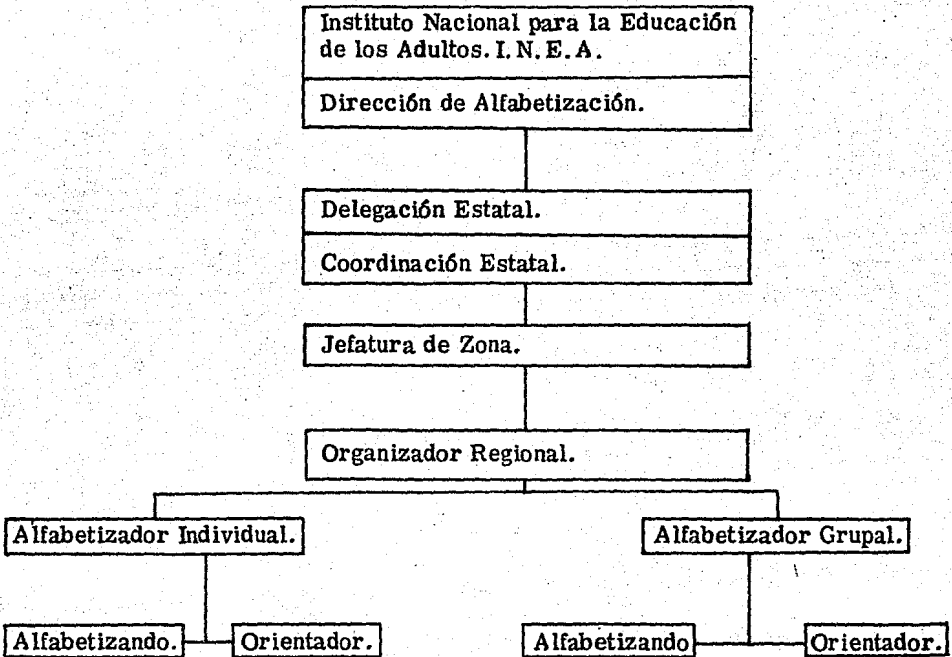 Instituto Nacional para la Educación
de los Adultos. I. N. E. A.
Dirección de Alfabetización.
Delegación Estatal.
Coordinación Estatal.
Jefatura de Zona.
Organizador Regional.
Alfabetizador Individual.
Alfabetizador Grupal.
Alfabetizando.
Orientador.
Alfabetizando
Orientador.